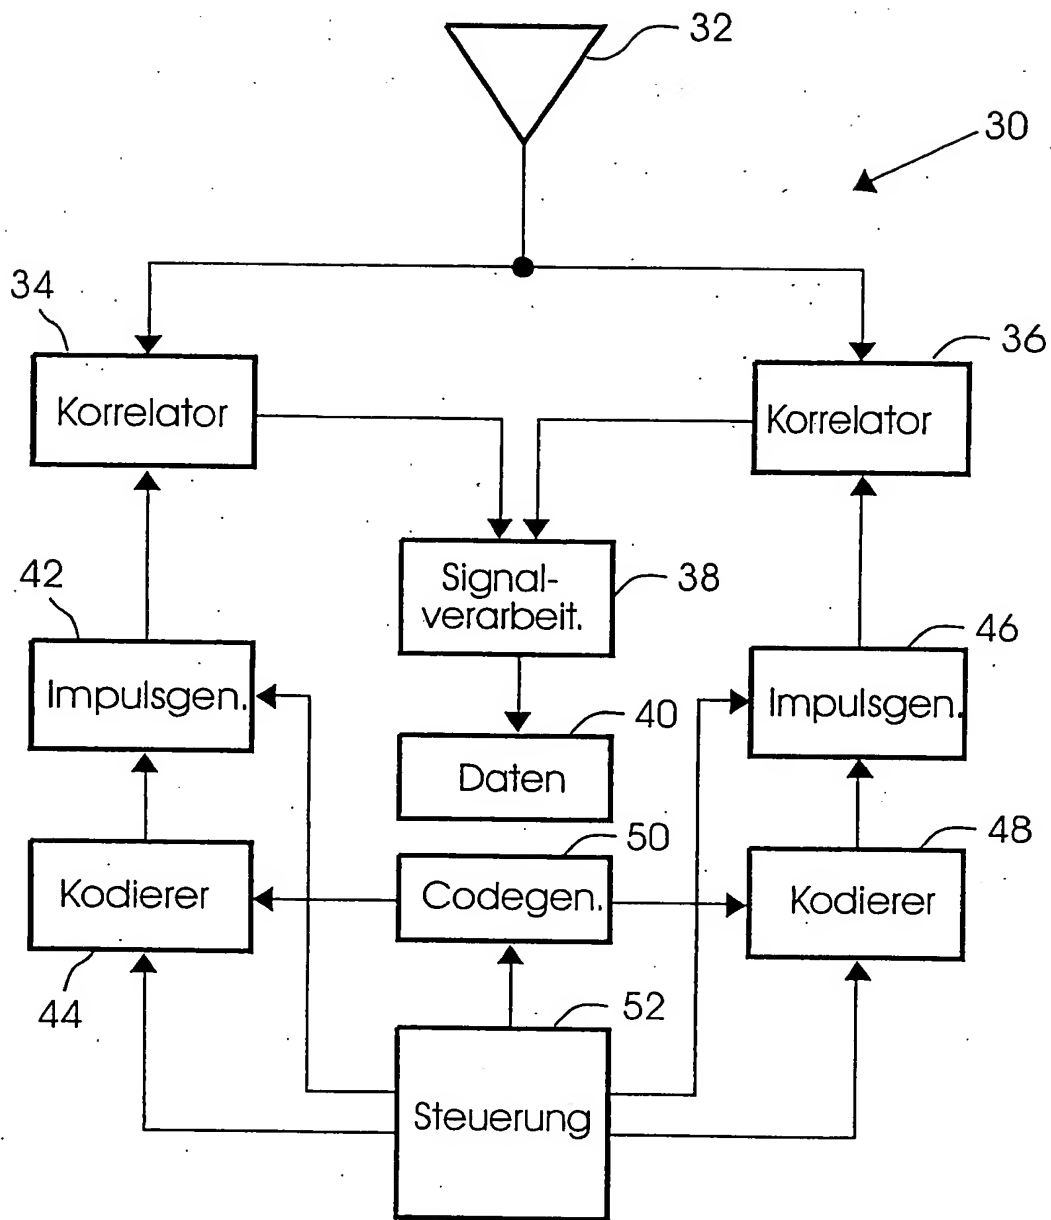 32
30
34
36
Korrelator
Korrelator
Signal-
verarbeit.
38
42
46
Impulsgen.
Impulsgen.
40
Daten
50
48
Kodierer
Codegen.
Kodierer
44
52
Steuerung